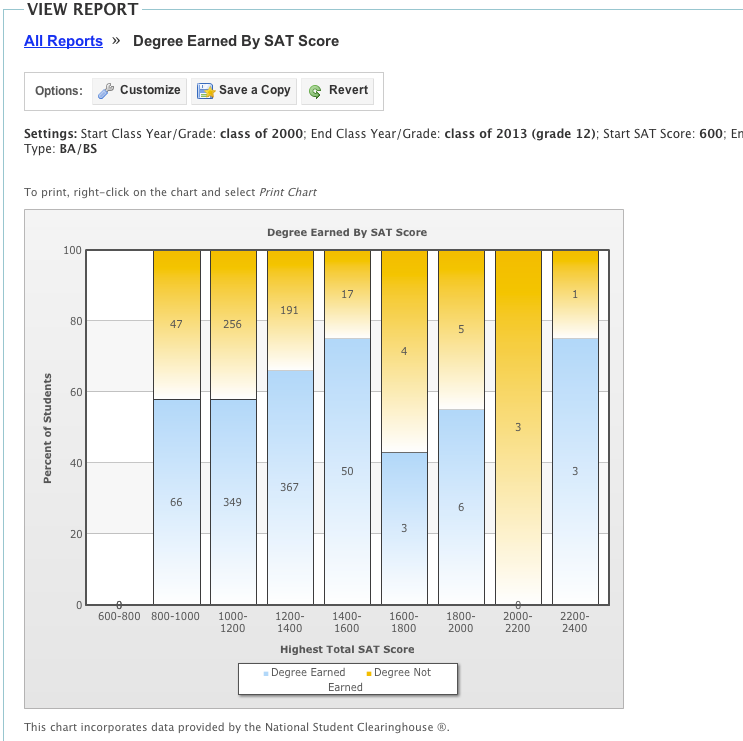 VIEW REPORT
All Reports » Degree Earned By SAT Score
Options: Customize Save a Copy Revert
Settings: Start Class Year/Grade: class of 2000; End Class Year/Grade: class of 2013 (grade 12); Start SAT Score: 600; En
Type: BA/BS
To print, right-click on the chart and select Print Chart
Degree Earned By SAT Score
Percent of Students
100
80
60
40
20
0
47 256 191 17 4 5 3 1
0 66 349 367 50 3 6 0 3
600-800 800-1000 1000- 1200- 1400- 1600- 1800- 2000- 2200-
1200 1400 1600 1800 2000 2200 2400
Highest Total SAT Score
Degree Earned Degree Not
Earned
This chart incorporates data provided by the National Student Clearinghouse ®.